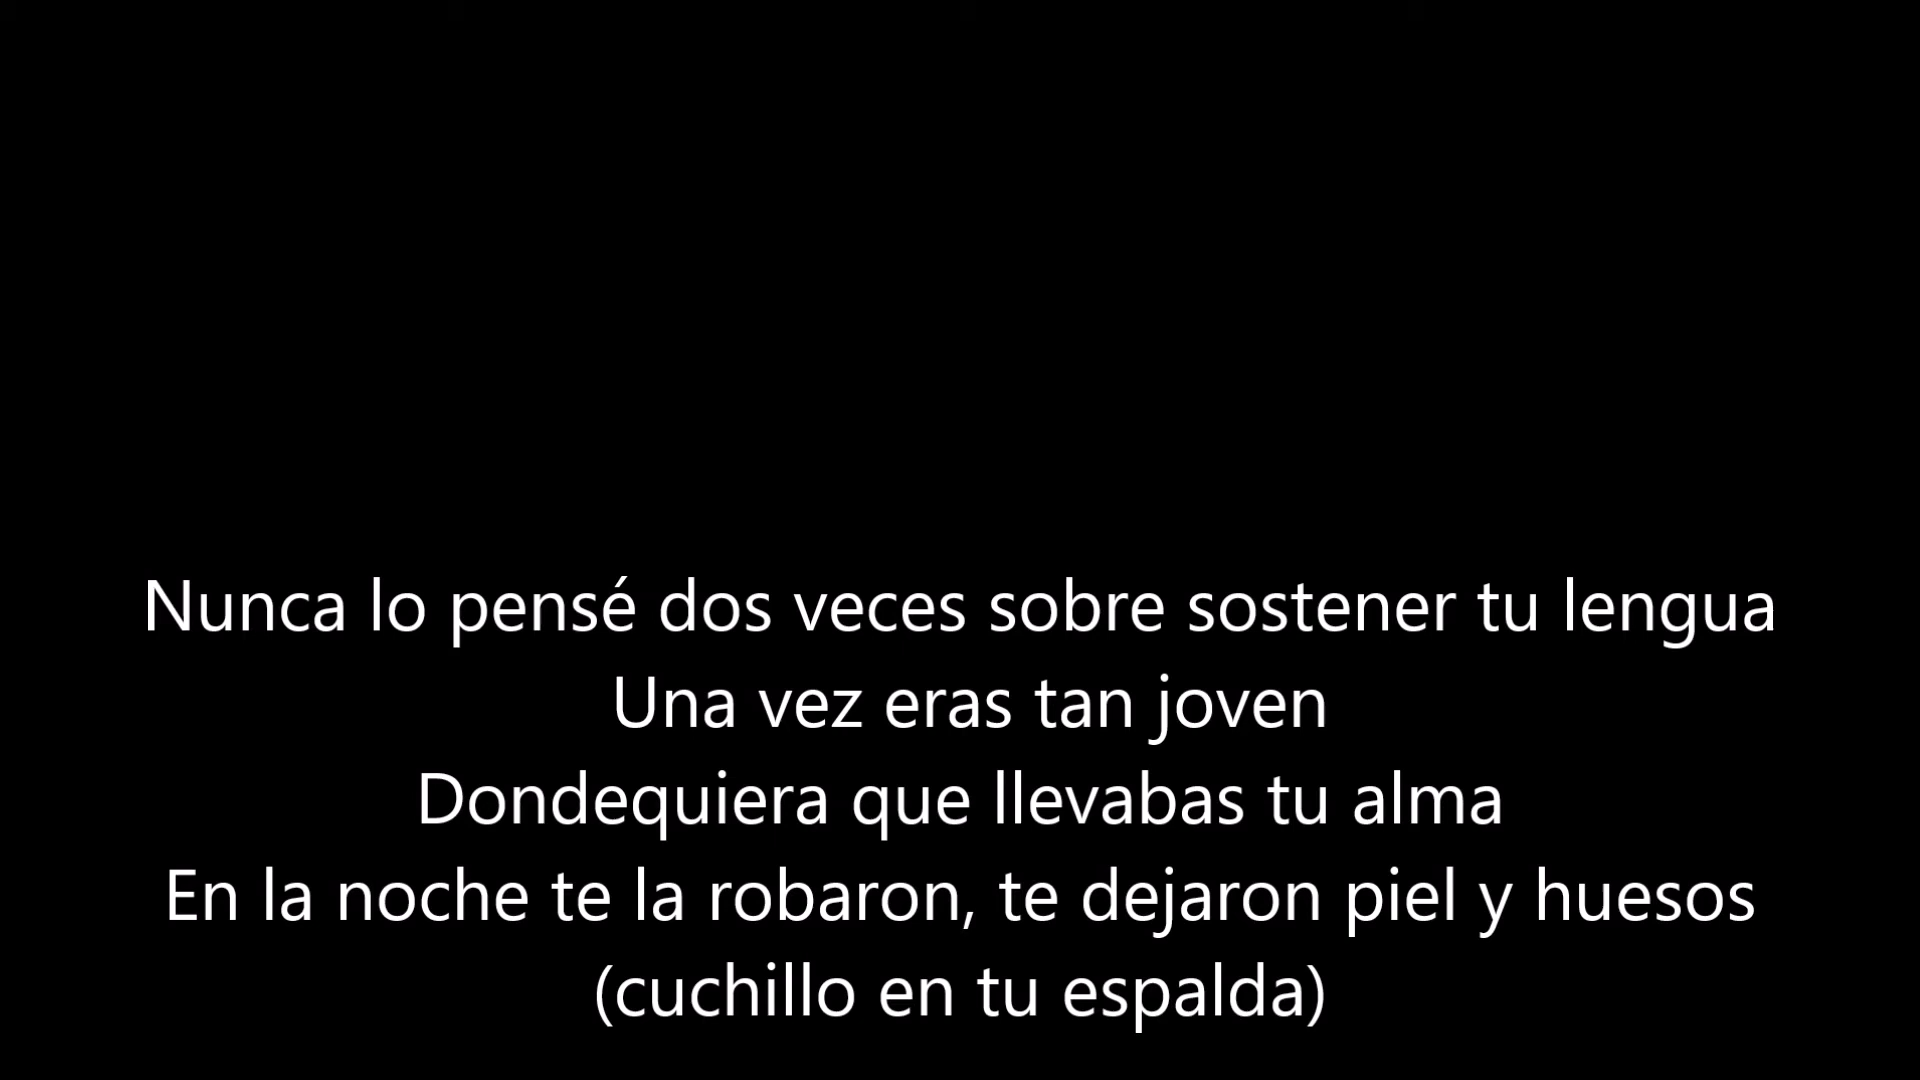 Nunca lo pensé dos veces sobre sostener tu lengua
Una vez eras tan joven
Dondequiera que llevabas tu alma
En la noche te la robaron, te dejaron piel y huesos
(cuchillo en tu espalda)